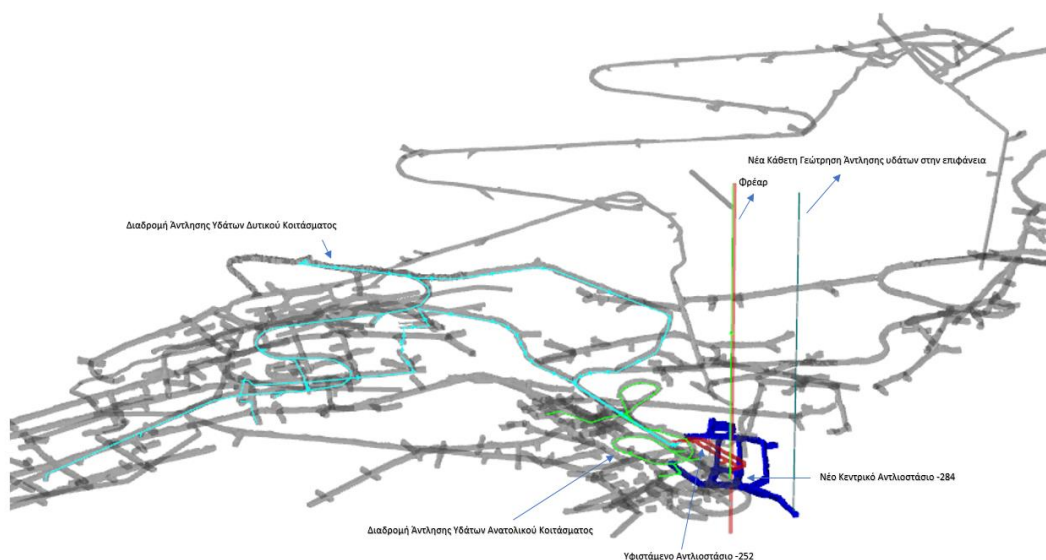 Νέα Κάθετη Γεώτρηση Άντλησης υδάτων στην επιφάνεια
Φρέαρ
Διαδρομή Άντλησης Υδάτων Δυτικού Κοιτάσματος
Νέο Κεντρικό Αντλιοστάσιο -284
Διαδρομή Άντλησης Υδάτων Ανατολικού Κοιτάσματος
Υφιστάμενο Αντλιοστάσιο -252